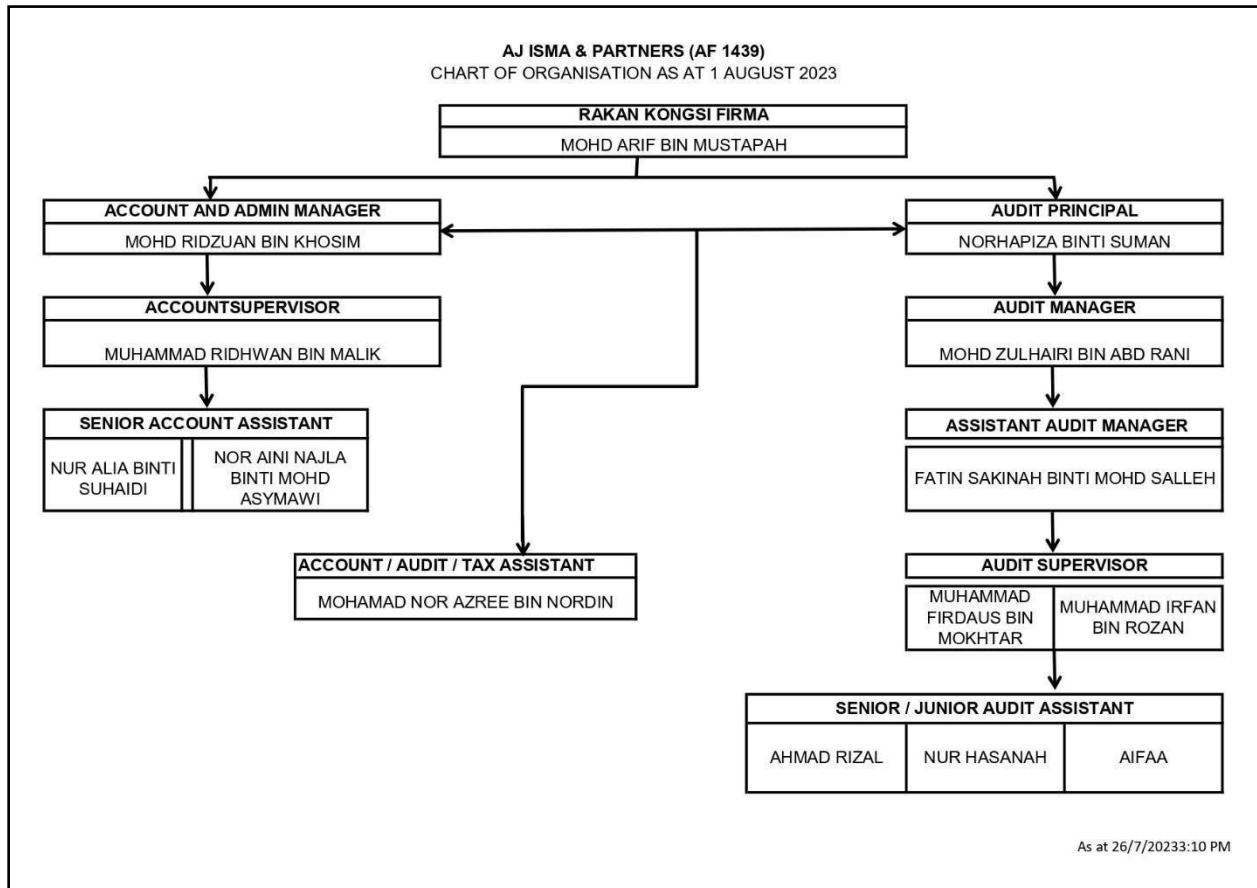 AJ ISMA & PARTNERS (AF 1439)
CHART OF ORGANISATION AS AT 1 AUGUST 2023
RAKAN KONGSI FIRMA
MOHD ARIF BIN MUSTAPAH
ACCOUNT AND ADMIN MANAGER
MOHD RIDZUAN BIN KHOSIM
AUDIT PRINCIPAL
NORHAPIZA BINTI SUMAN
ACCOUNTSUPERVISOR
MUHAMMAD RIDHWAN BIN MALIK
AUDIT MANAGER
MOHD ZULHAIRI BIN ABD RANI
SENIOR ACCOUNT ASSISTANT
NUR ALIA BINTI
SUHAIDI
NOR AINI NAJLA
BINTI MOHD
ASYMAWI
ASSISTANT AUDIT MANAGER
FATIN SAKINAH BINTI MOHD SALLEH
ACCOUNT / AUDIT / TAX ASSISTANT
MOHAMAD NOR AZREE BIN NORDIN
AUDIT SUPERVISOR
MUHAMMAD
FIRDAUS BIN
MOKHTAR
MUHAMMAD IRFAN
BIN ROZAN
SENIOR / JUNIOR AUDIT ASSISTANT
AHMAD RIZAL
NUR HASANAH
AIFAA
As at 26/7/20233:10 PM